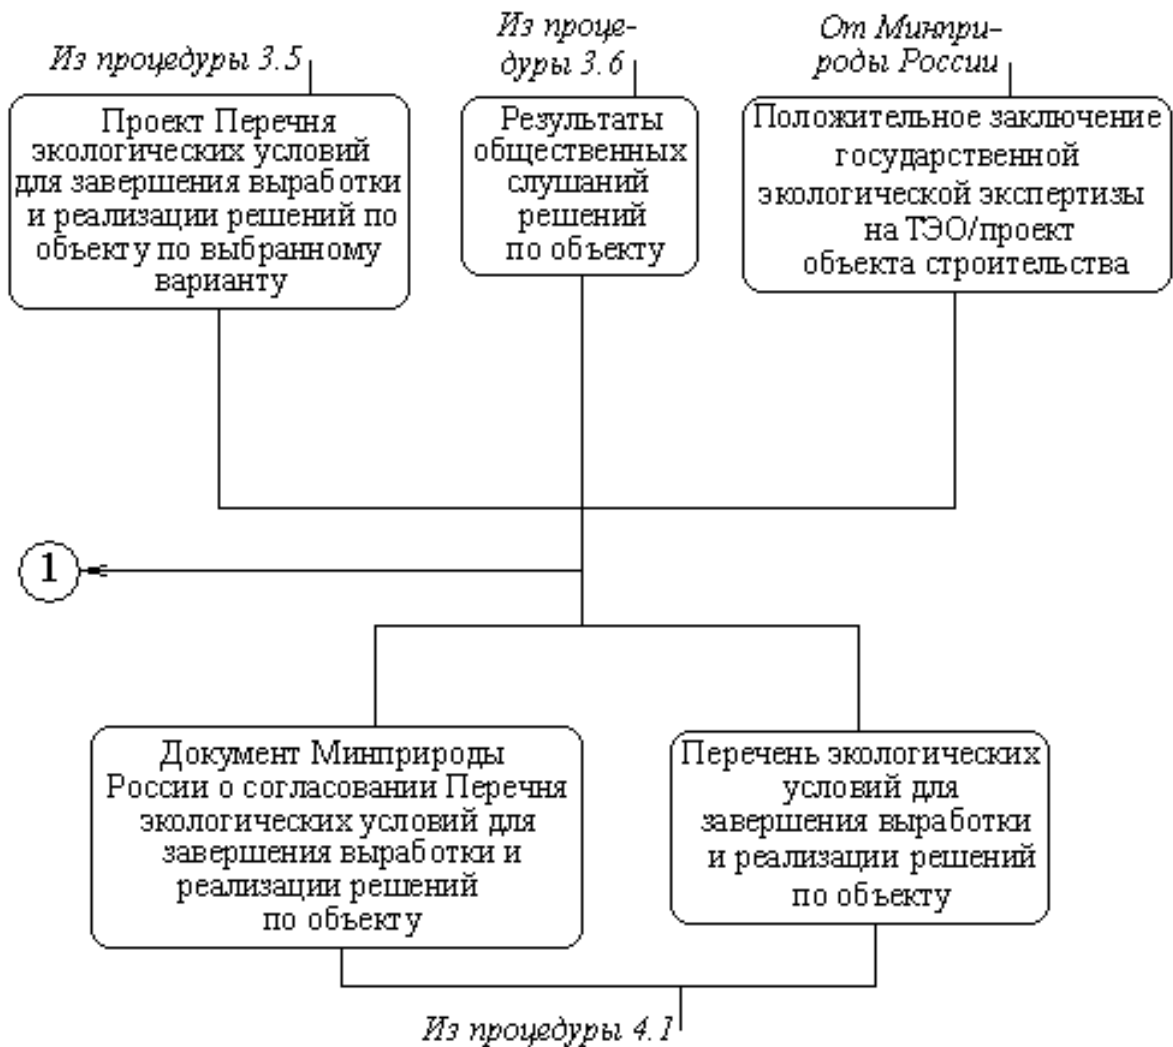 Из процедуры 3.5
Проект Перечня
экологических условий
для завершения выработки
и реализации решений по
объекту по выбранному
варианту
Из проце-
дуры 3.6
Результаты
общественных
слушаний
решений
по объекту
От Минпри-
роды России
Положительное заключение
государственной
экологической экспертизы
на ТЭО/проект
объекта строительства
1
Документ Минприроды
России о согласовании Перечня
экологических условий для
завершения выработки и
реализации решений
по объекту
Перечень экологических
условий для
завершения выработки
и реализации решений
по объекту
Из процедуры 4.1